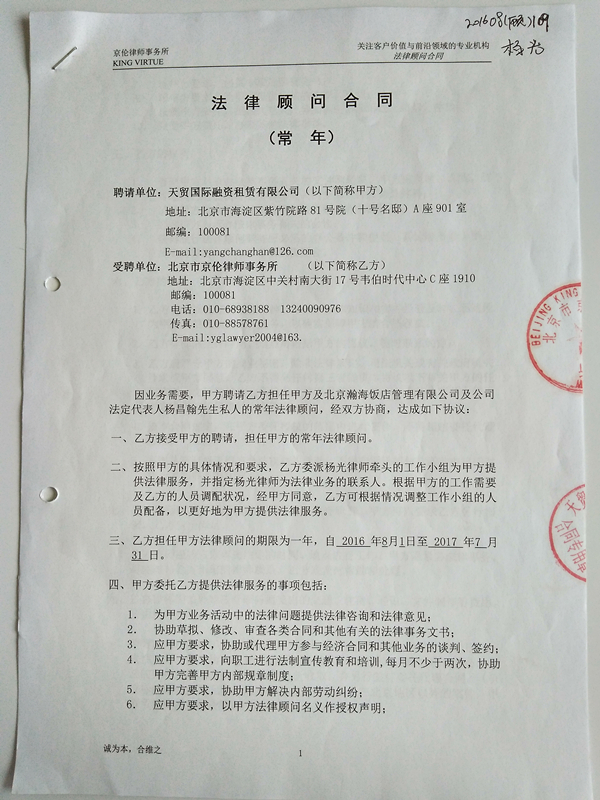 201608(顾)109
杨光
京伦律师事务所
KING VIRTUE
关注客户价值与前沿领域的专业机构
法律顾问合同
法 律 顾 问 合 同
（常 年）
聘请单位：天贸国际融资租赁有限公司（以下简称甲方）
地址：北京市海淀区紫竹院路81号院（十号名邸）A座901室
邮编：100081
E-mail:yangchanghan@126.com
受聘单位：北京市京伦律师事务所 （以下简称乙方）
地址：北京市海淀区中关村南大街17号韦伯时代中心C座1910
邮编：100081
电话：010-68938188 13240090976
传真：010-88578761
E-mail:yglawyer2004@163.
BEIJING KING
北京市京
天贸
合同专用章
因业务需要，甲方聘请乙方担任甲方及北京瀚海饭店管理有限公司及公司
法定代表人杨昌翰先生私人的常年法律顾问，经双方协商，达成如下协议：
一、乙方接受甲方的聘请，担任甲方的常年法律顾问。
二、按照甲方的具体情况和要求，乙方委派杨光律师牵头的工作小组为甲方提
供法律服务，并指定杨光律师为法律业务的联系人。根据甲方的工作需要
及乙方的人员调配状况，经甲方同意，乙方可根据情况调整工作小组的人
员配备，以更好地为甲方提供法律服务。
三、乙方担任甲方法律顾问的期限为一年，自 2016 年8月1日至 2017 年7月
31日。
四、甲方委托乙方提供法律服务的事项包括：
1． 为甲方业务活动中的法律问题提供法律咨询和法律意见；
2． 协助草拟、修改、审查各类合同和其他有关的法律事务文书；
3． 应甲方要求，协助或代理甲方参与经济合同和其他业务的谈判、签约；
4． 应甲方要求，向职工进行法制宣传教育和培训,每月不少于两次，协助
甲方完善甲方内部规章制度；
5． 应甲方要求，协助甲方解决内部劳动纠纷；
6． 应甲方要求，以甲方法律顾问名义作授权声明；
诚为本，合维之
1